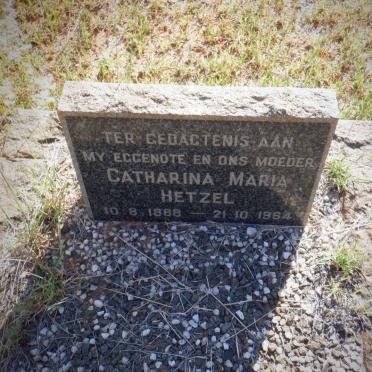 TER GEDAGTENIS AAN
MY EGGENOTE EN ONS MOEDER
CATHARINA MARIA
HETZEL
10.8.1888 — 21.10.1964